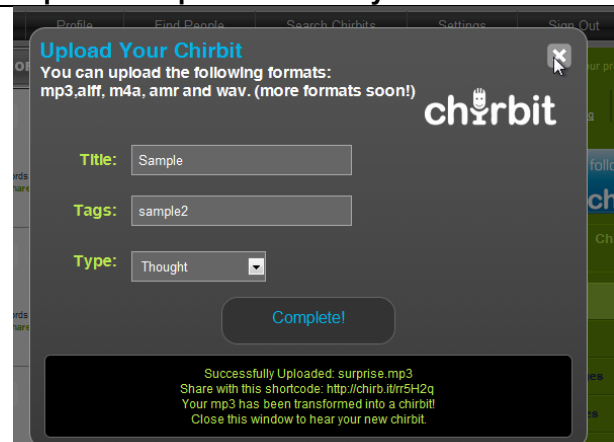 Profile Find People Search Chirbits Settings Sign Out
Upload Your Chirbit
You can upload the following formats:
mp3,aiff, m4a, amr and wav. (more formats soon!)
chirbit
Title: Sample
Tags: sample2
Type: Thought
Complete!
Successfully Uploaded: surprise.mp3
Share with this shortcode: http://chirb.it/rr5H2q
Your mp3 has been transformed into a chirbit!
Close this window to hear your new chirbit.